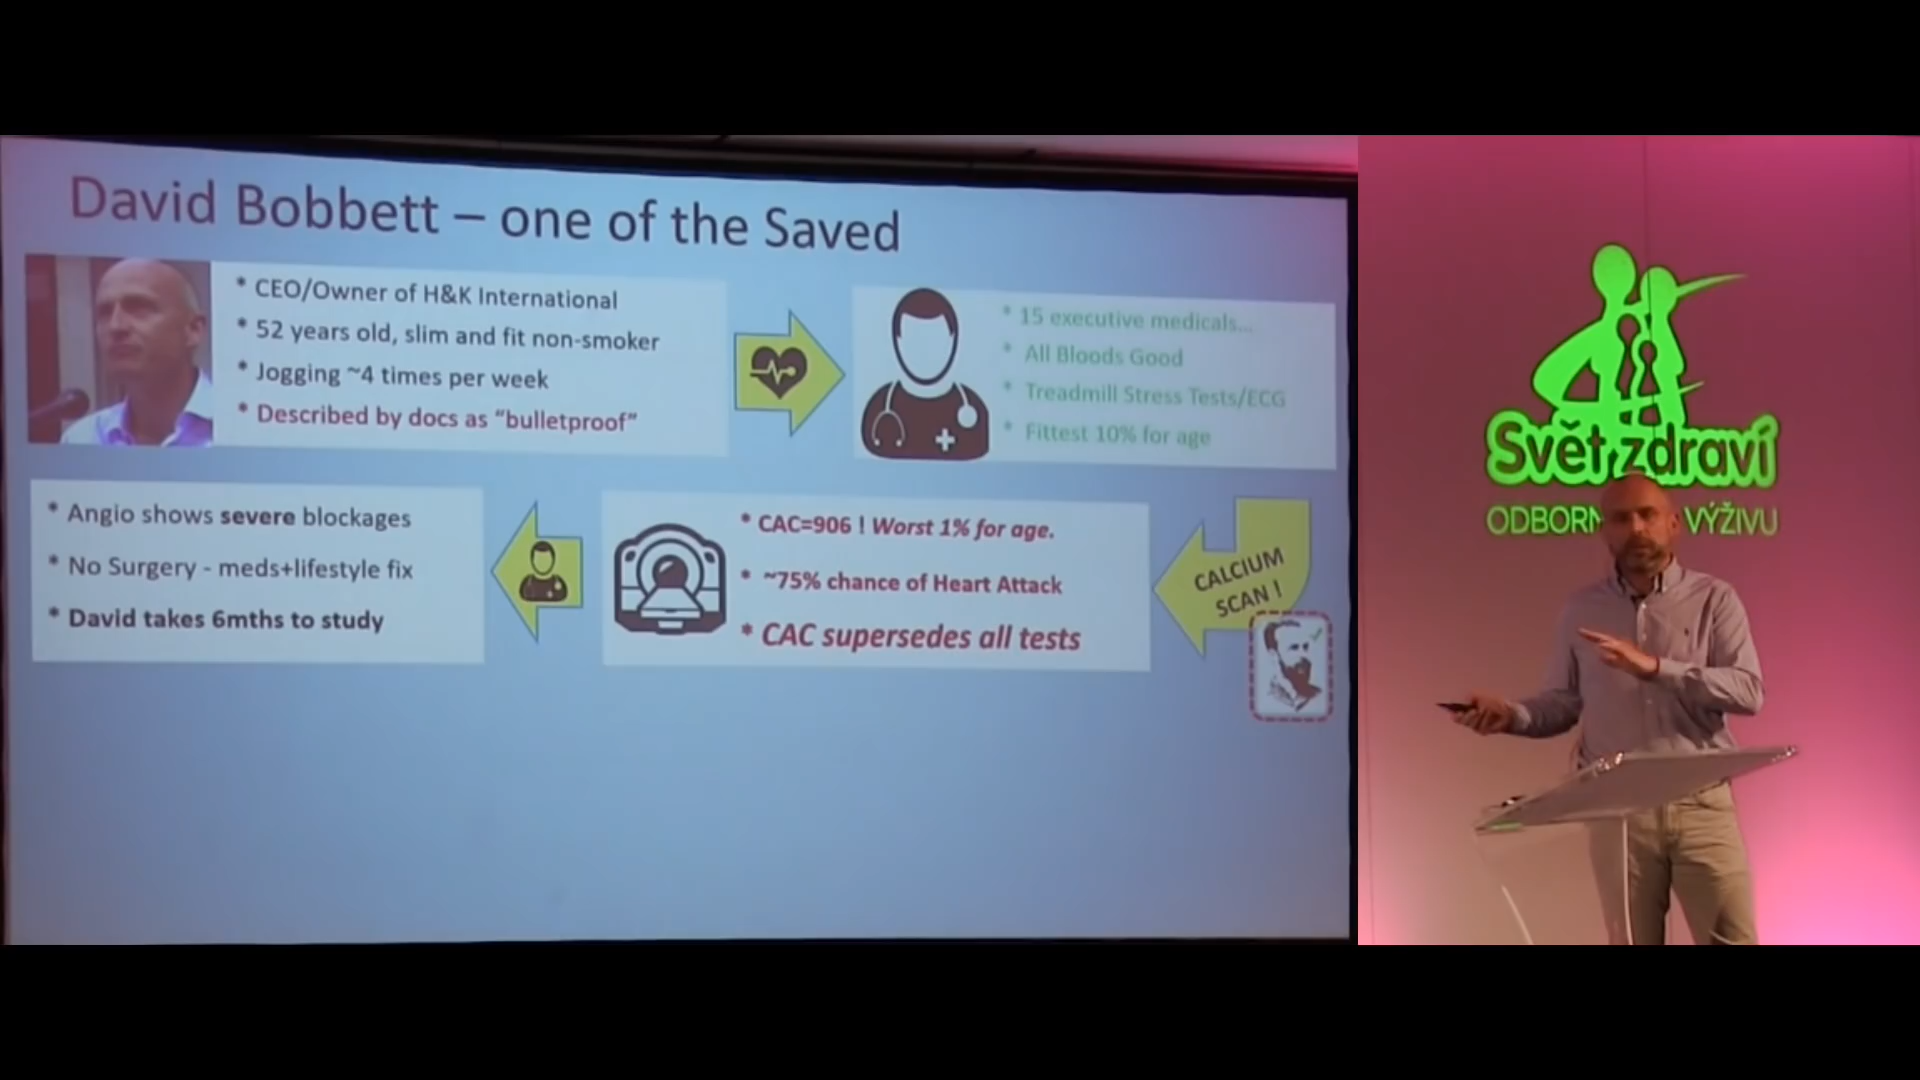 David Bobbett – one of the Saved
* CEO/Owner of H&K International
* 52 years old, slim and fit non-smoker
* Jogging ~4 times per week
* Described by docs as “bulletproof”
* 15 executive medicals...
* All Bloods Good
* Treadmill Stress Tests/ECG
* Fittest 10% for age
CALCIUM
SCAN !
* CAC=906 ! Worst 1% for age.
* ~75% chance of Heart Attack
* CAC supersedes all tests
* Angio shows severe blockages
* No Surgery - meds+lifestyle fix
* David takes 6mths to study
Svět zdraví
VÝŽIVU